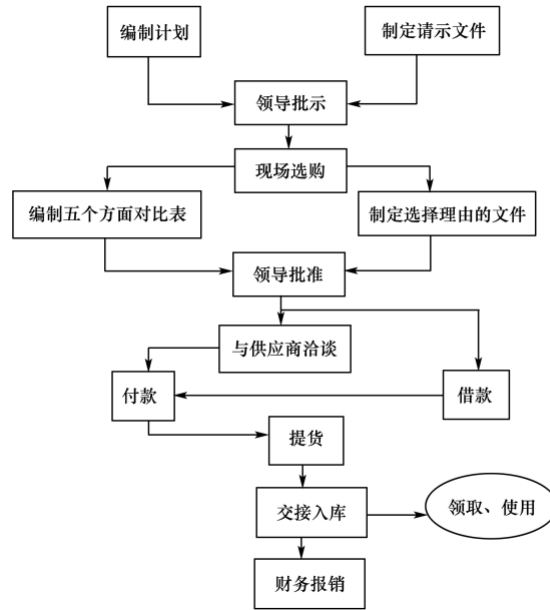 编制计划
制定请示文件
领导批示
现场选购
编制五个方面对比表
制定选择理由的文件
领导批准
与供应商洽谈
付款
借款
提货
交接入库
领取、使用
财务报销